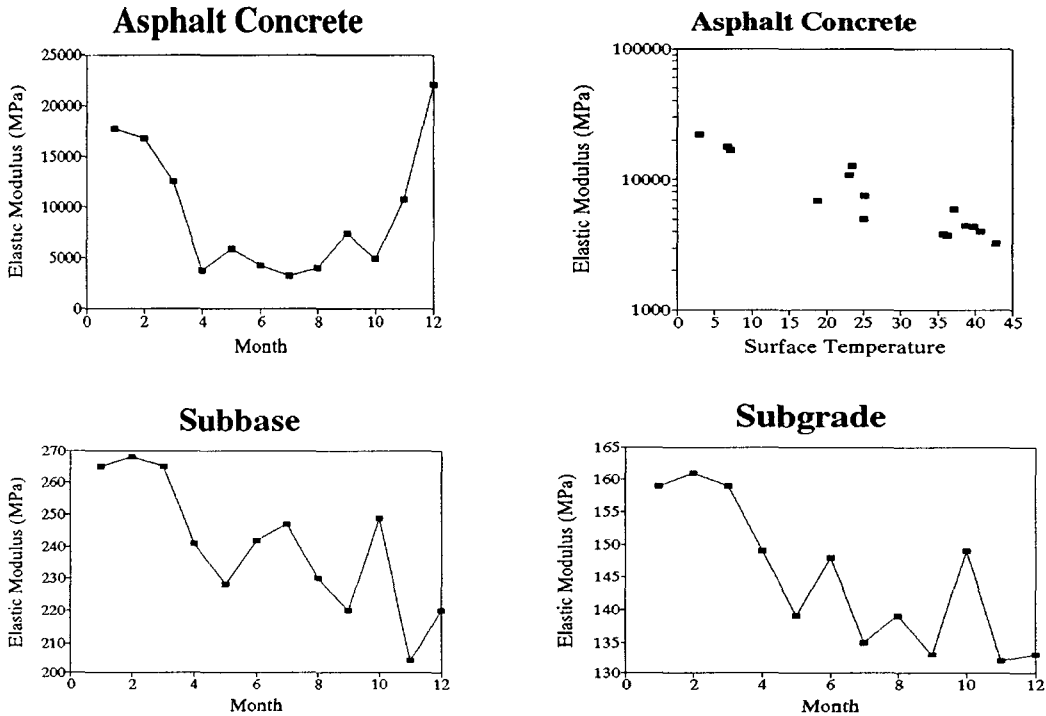 Asphalt Concrete
Elastic Modulus (MPa)
25000
20000
15000
10000
5000
0
0 2 4 6 8 10 12
Month
Asphalt Concrete
Elastic Modulus (MPa)
100000
10000
1000
0 5 10 15 20 25 30 35 40 45
Surface Temperature
Subbase
Elastic Modulus (MPa)
270
260
250
240
230
220
210
200
0 2 4 6 8 10 12
Month
Subgrade
Elastic Modulus (MPa)
165
160
155
150
145
140
135
130
0 2 4 6 8 10 12
Month